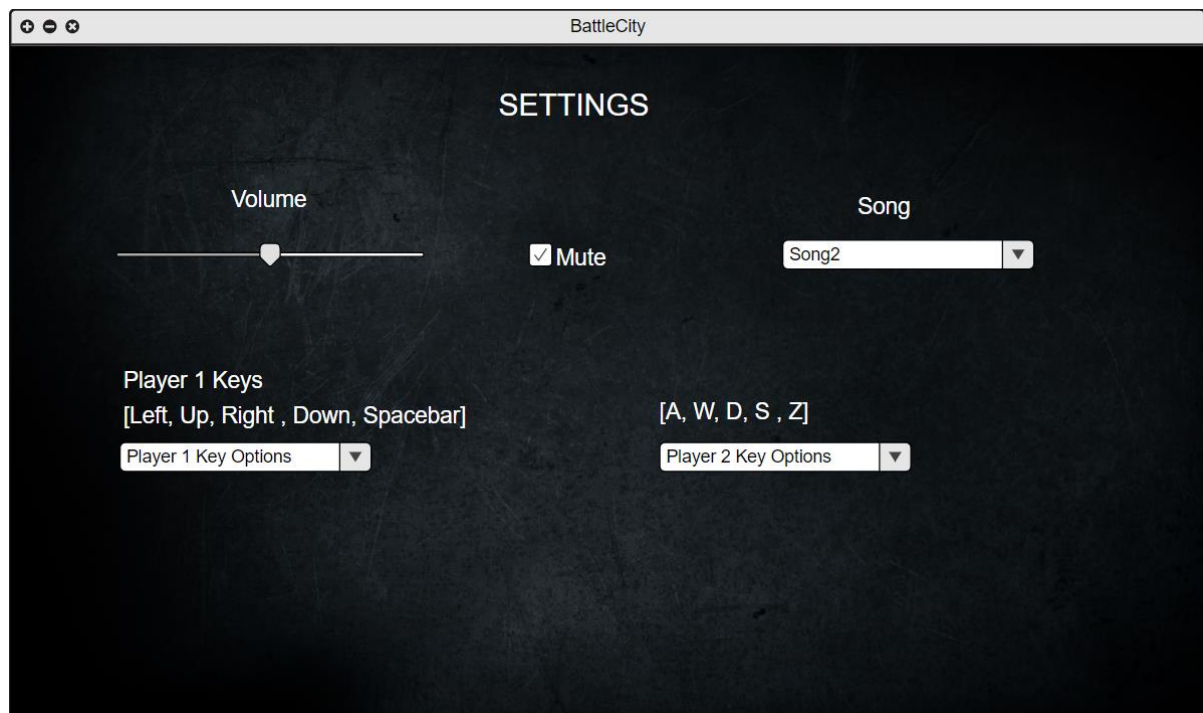 BattleCity
SETTINGS
Volume
Song
Mute
Song2
Player 1 Keys
[Left, Up, Right , Down, Spacebar]
[A, W, D, S , Z]
Player 1 Key Options
Player 2 Key Options